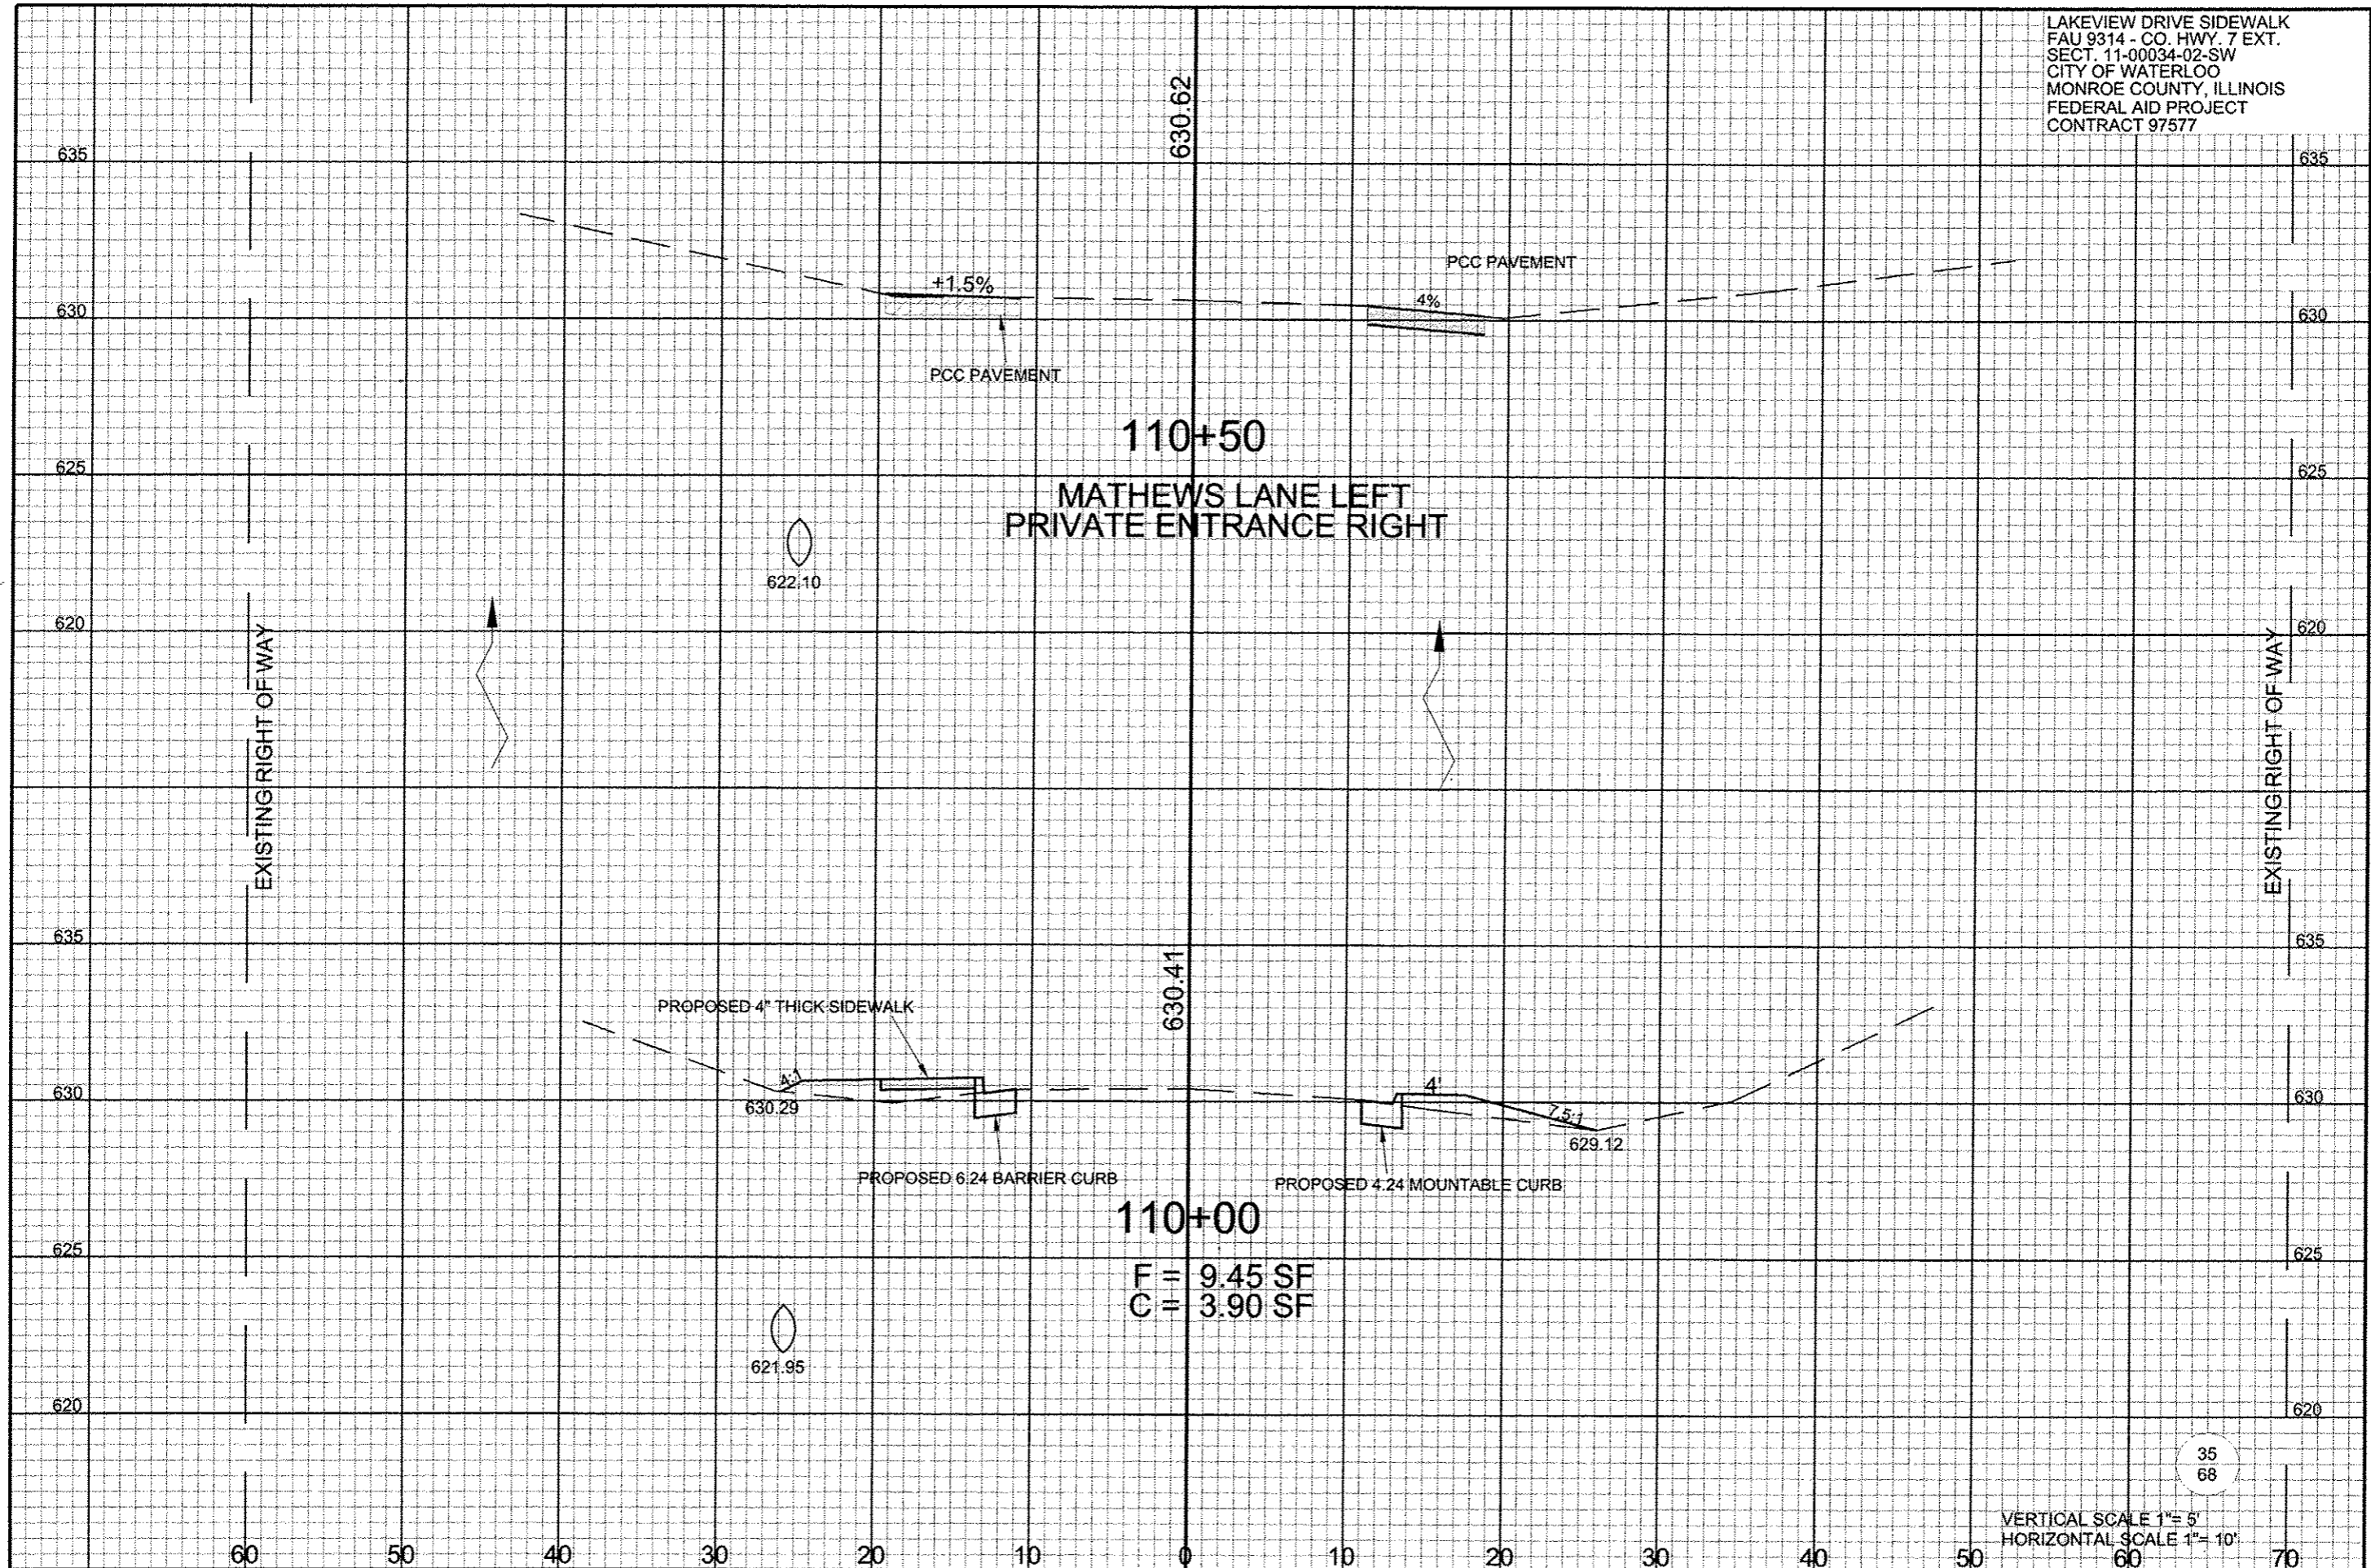 LAKEVIEW DRIVE SIDEWALK
FAU 9314 - CO. HWY. 7 EXT.
SECT. 11-00034-02-SW
CITY OF WATERLOO
MONROE COUNTY, ILLINOIS
FEDERAL AID PROJECT
CONTRACT 97577
630.62
635
635
PCC PAVEMENT
+1.5%
4%
630
630
PCC PAVEMENT
110+50
625
625
MATHEWS LANE LEFT
PRIVATE ENTRANCE RIGHT
622.10
620
620
EXISTING RIGHT OF WAY
EXISTING RIGHT OF WAY
635
635
630.41
PROPOSED 4" THICK SIDEWALK
4:1
4'
630
630
630.29
7.5:1
629.12
PROPOSED 6.24 BARRIER CURB
PROPOSED 4.24 MOUNTABLE CURB
110+00
625
625
F = 9.45 SF
C = 3.90 SF
621.95
620
620
35
68
VERTICAL SCALE 1"= 5'
HORIZONTAL SCALE 1"= 10'
60 50 40 30 20 10 0 10 20 30 40 50 60 70